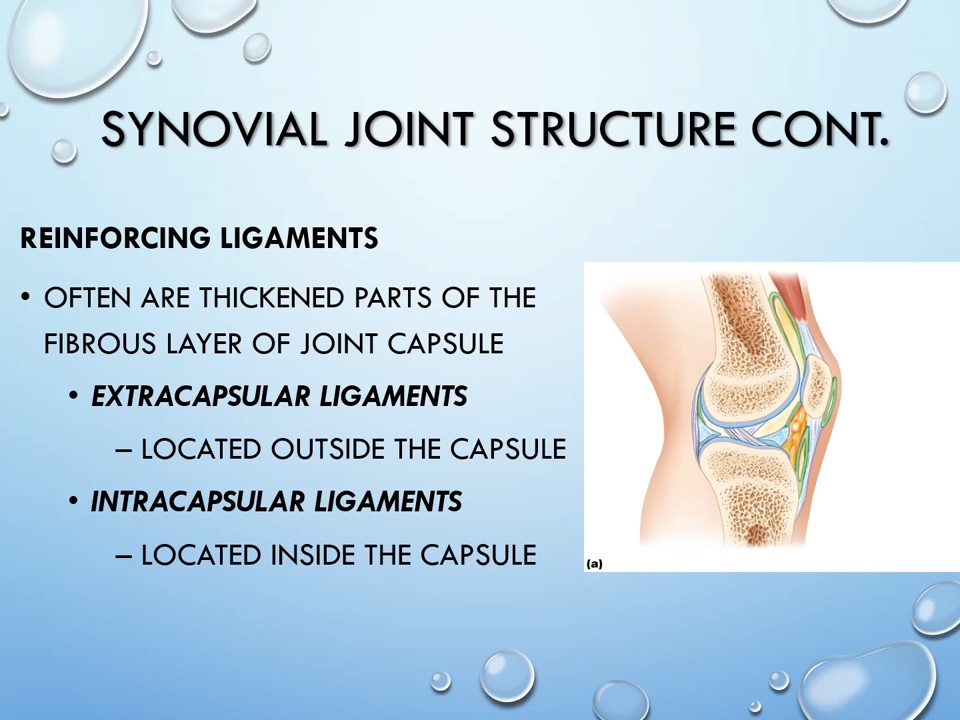 SYNOVIAL JOINT STRUCTURE CONT.
REINFORCING LIGAMENTS
• OFTEN ARE THICKENED PARTS OF THE
FIBROUS LAYER OF JOINT CAPSULE
• EXTRACAPSULAR LIGAMENTS
– LOCATED OUTSIDE THE CAPSULE
• INTRACAPSULAR LIGAMENTS
– LOCATED INSIDE THE CAPSULE
(a)